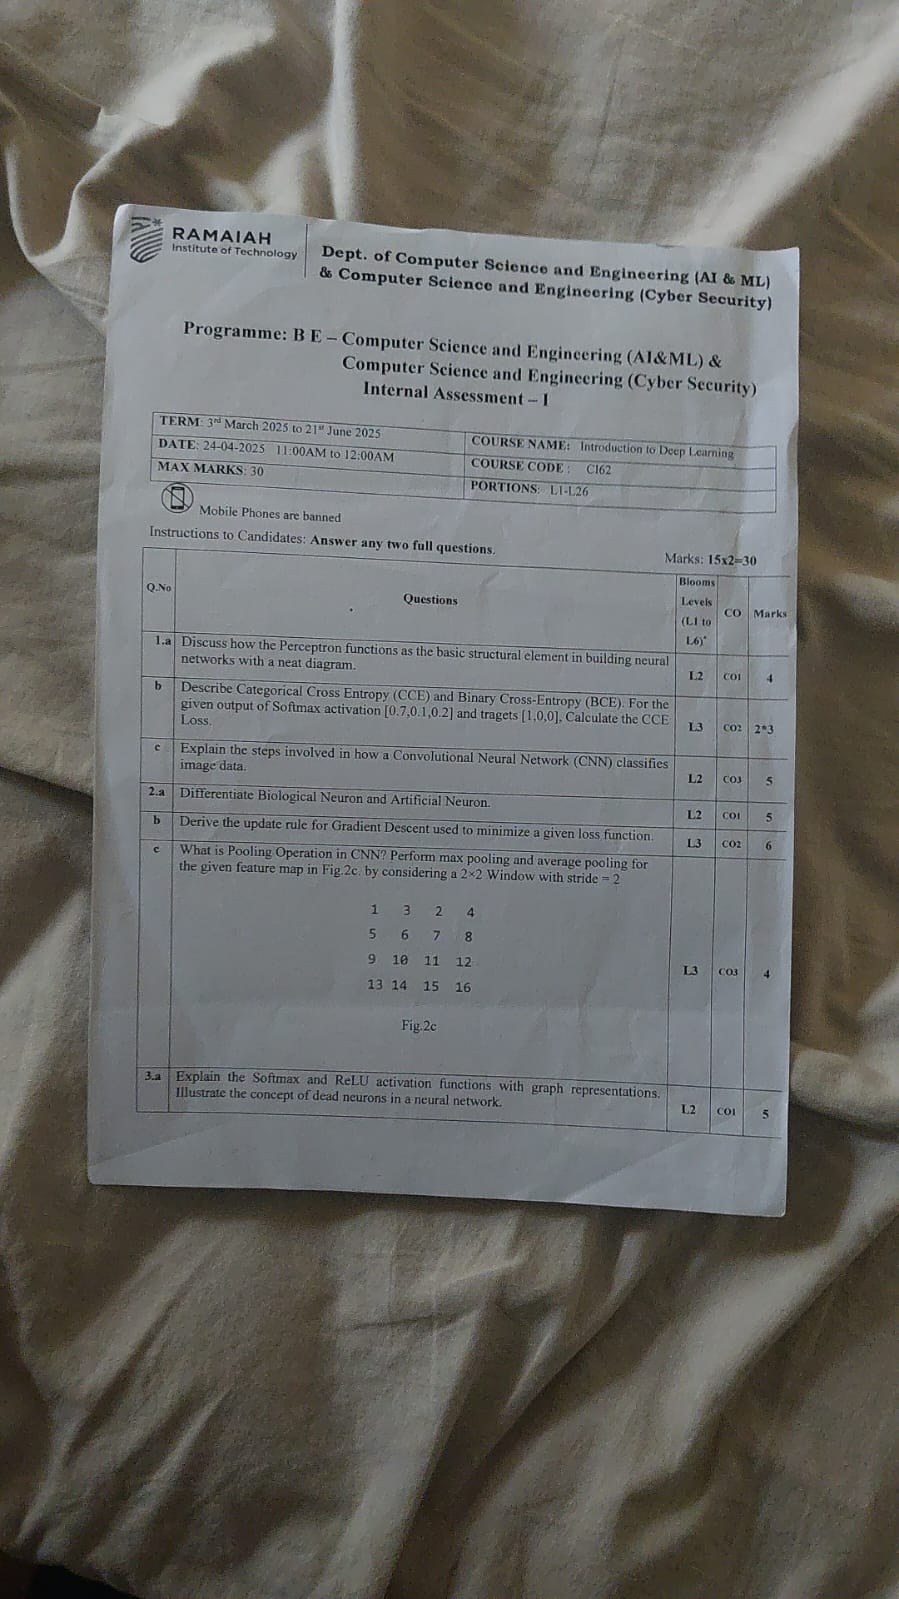 RAMAIAH
Institute of Technology
Dept. of Computer Science and Engineering (AI & ML)
& Computer Science and Engineering (Cyber Security)
Programme: B E – Computer Science and Engineering (AI&ML) &
Computer Science and Engineering (Cyber Security)
Internal Assessment – I
TERM: 3rd March 2025 to 21st June 2025
DATE: 24-04-2025 11:00AM to 12:00AM
MAX MARKS: 30
COURSE NAME: Introduction to Deep Learning
COURSE CODE : CI62
PORTIONS: L1-L26
Mobile Phones are banned
Instructions to Candidates: Answer any two full questions.
Marks: 15x2=30
Q.No
Questions
Blooms
Levels
(L1 to
L6)*
CO
Marks
1.a Discuss how the Perceptron functions as the basic structural element in building neural
networks with a neat diagram. L2 CO1 4
b Describe Categorical Cross Entropy (CCE) and Binary Cross-Entropy (BCE). For the
given output of Softmax activation [0.7,0.1,0.2] and tragets [1,0,0], Calculate the CCE
Loss. L3 CO2 2*3
c Explain the steps involved in how a Convolutional Neural Network (CNN) classifies
image data. L2 CO3 5
2.a Differentiate Biological Neuron and Artificial Neuron. L2 CO1 5
b Derive the update rule for Gradient Descent used to minimize a given loss function. L3 CO2 6
c What is Pooling Operation in CNN? Perform max pooling and average pooling for
the given feature map in Fig.2c. by considering a 2×2 Window with stride = 2
1 3 2 4
5 6 7 8
9 10 11 12
13 14 15 16
L3 CO3 4
Fig.2c
3.a Explain the Softmax and ReLU activation functions with graph representations.
Illustrate the concept of dead neurons in a neural network. L2 CO1 5